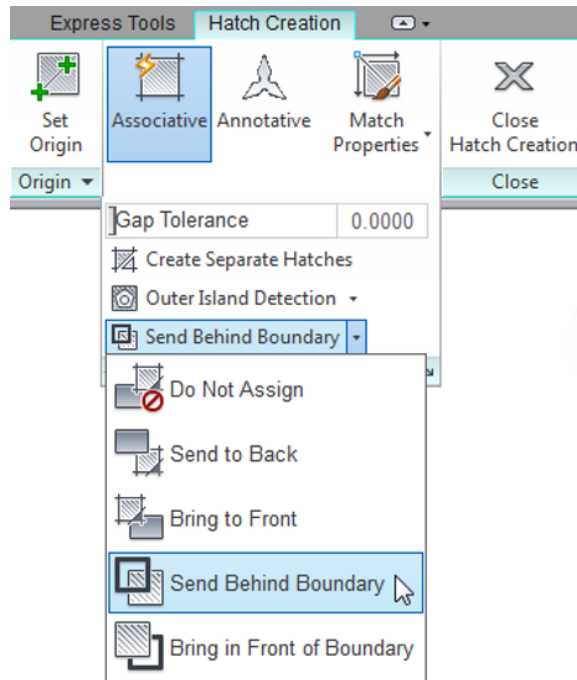 Express Tools Hatch Creation
Set Origin
Associative
Annotative
Match Properties
Close Hatch Creation
Origin
Close
Gap Tolerance 0.0000
Create Separate Hatches
Outer Island Detection
Send Behind Boundary
Do Not Assign
Send to Back
Bring to Front
Send Behind Boundary
Bring in Front of Boundary